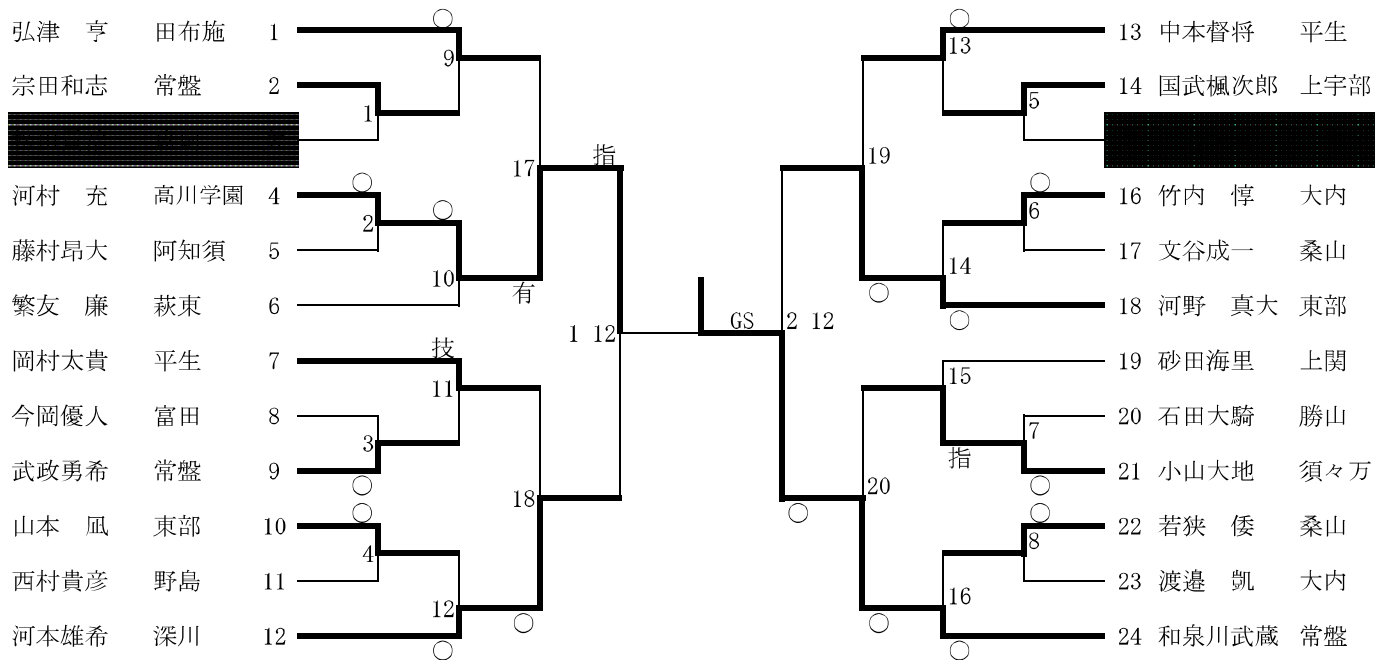 弘津　亨　田布施　1
宗田和志　常盤　2
河村　充　高川学園　4
藤村昂大　阿知須　5
繁友　廉　萩東　6
岡村太貴　平生　7
今岡優人　富田　8
武政勇希　常盤　9
山本　凪　東部　10
西村貴彦　野島　11
河本雄希　深川　12
○
9
1
17
指
○
2
○
10
有
技
11
3
○
○
4
12
○
○
18
1 12
GS
2 12
○
13
5
19
○
6
14
○
○
15
7
指
○
20
○
○
8
16
○
○
13　中本督将　平生
14　国武楓次郎　上宇部
16　竹内　惇　大内
17　文谷成一　桑山
18　河野　真大　東部
19　砂田海里　上関
20　石田大騎　勝山
21　小山大地　須々万
22　若狭　倭　桑山
23　渡邉　凱　大内
24　和泉川武蔵　常盤